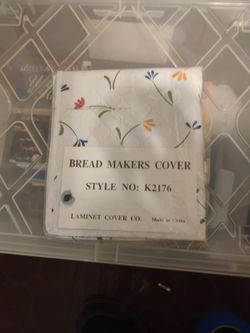 BREAD MAKERS COVER
STYLE NO: K2176
LAMINET COVER CO. Made in China